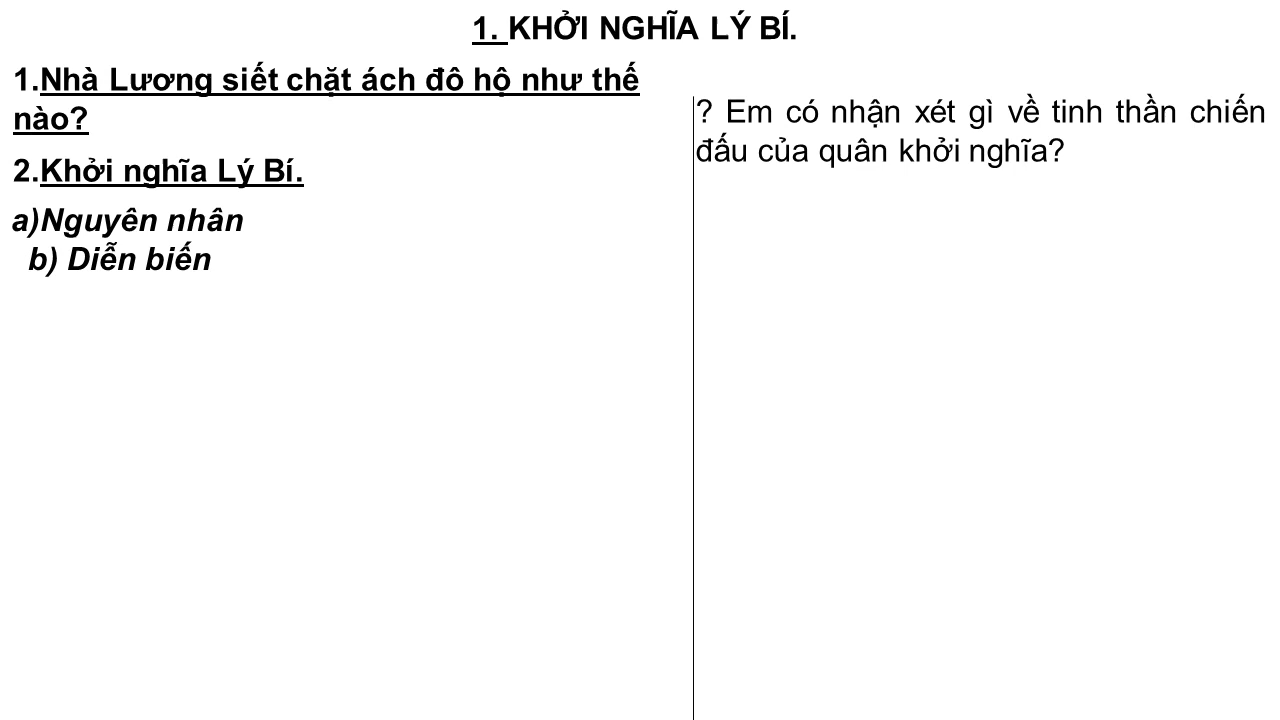 1. KHỞI NGHĨA LÝ BÍ.
1.Nhà Lương siết chặt ách đô hộ như thế
nào?
2.Khởi nghĩa Lý Bí.
a)Nguyên nhân
b) Diễn biến
? Em có nhận xét gì về tinh thần chiến
đấu của quân khởi nghĩa?